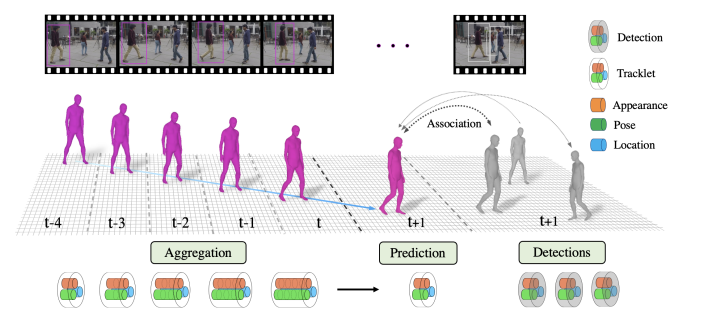 Detection
Tracklet
Appearance
Pose
Location
Association
t-4
t-3
t-2
t-1
t
t+1
t+1
Aggregation
Prediction
Detections